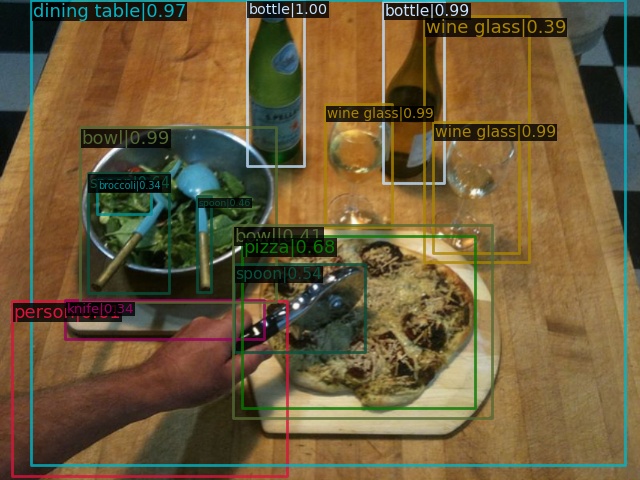 dining table|0.97
bottle|1.00
bottle|0.99
wine glass|0.39
wine glass|0.99
wine glass|0.99
bowl|0.99
broccoli|0.34
spoon|0.46
bowl|0.41
pizza|0.68
spoon|0.54
knife|0.34
S.PELLE